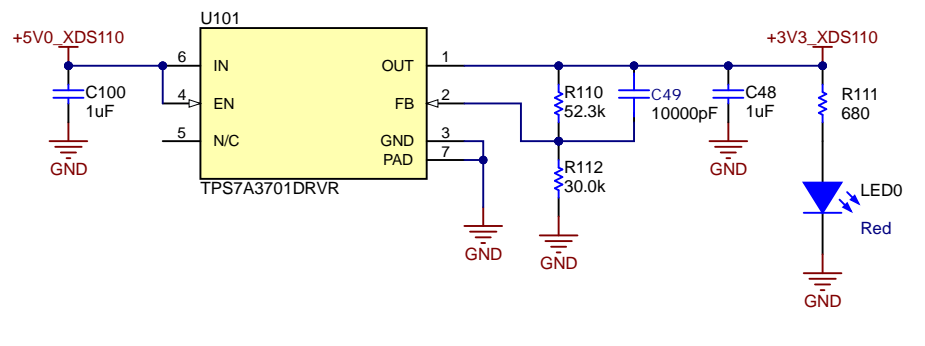 U101
+5V0_XDS110
+3V3_XDS110
6
IN
OUT
1
C100
1uF
4
EN
FB
2
R110
52.3k
C49
10000pF
C48
1uF
R111
680
5
N/C
GND
3
PAD
7
GND
GND
R112
30.0k
TPS7A3701DRVR
LED0
Red
GND
GND
GND